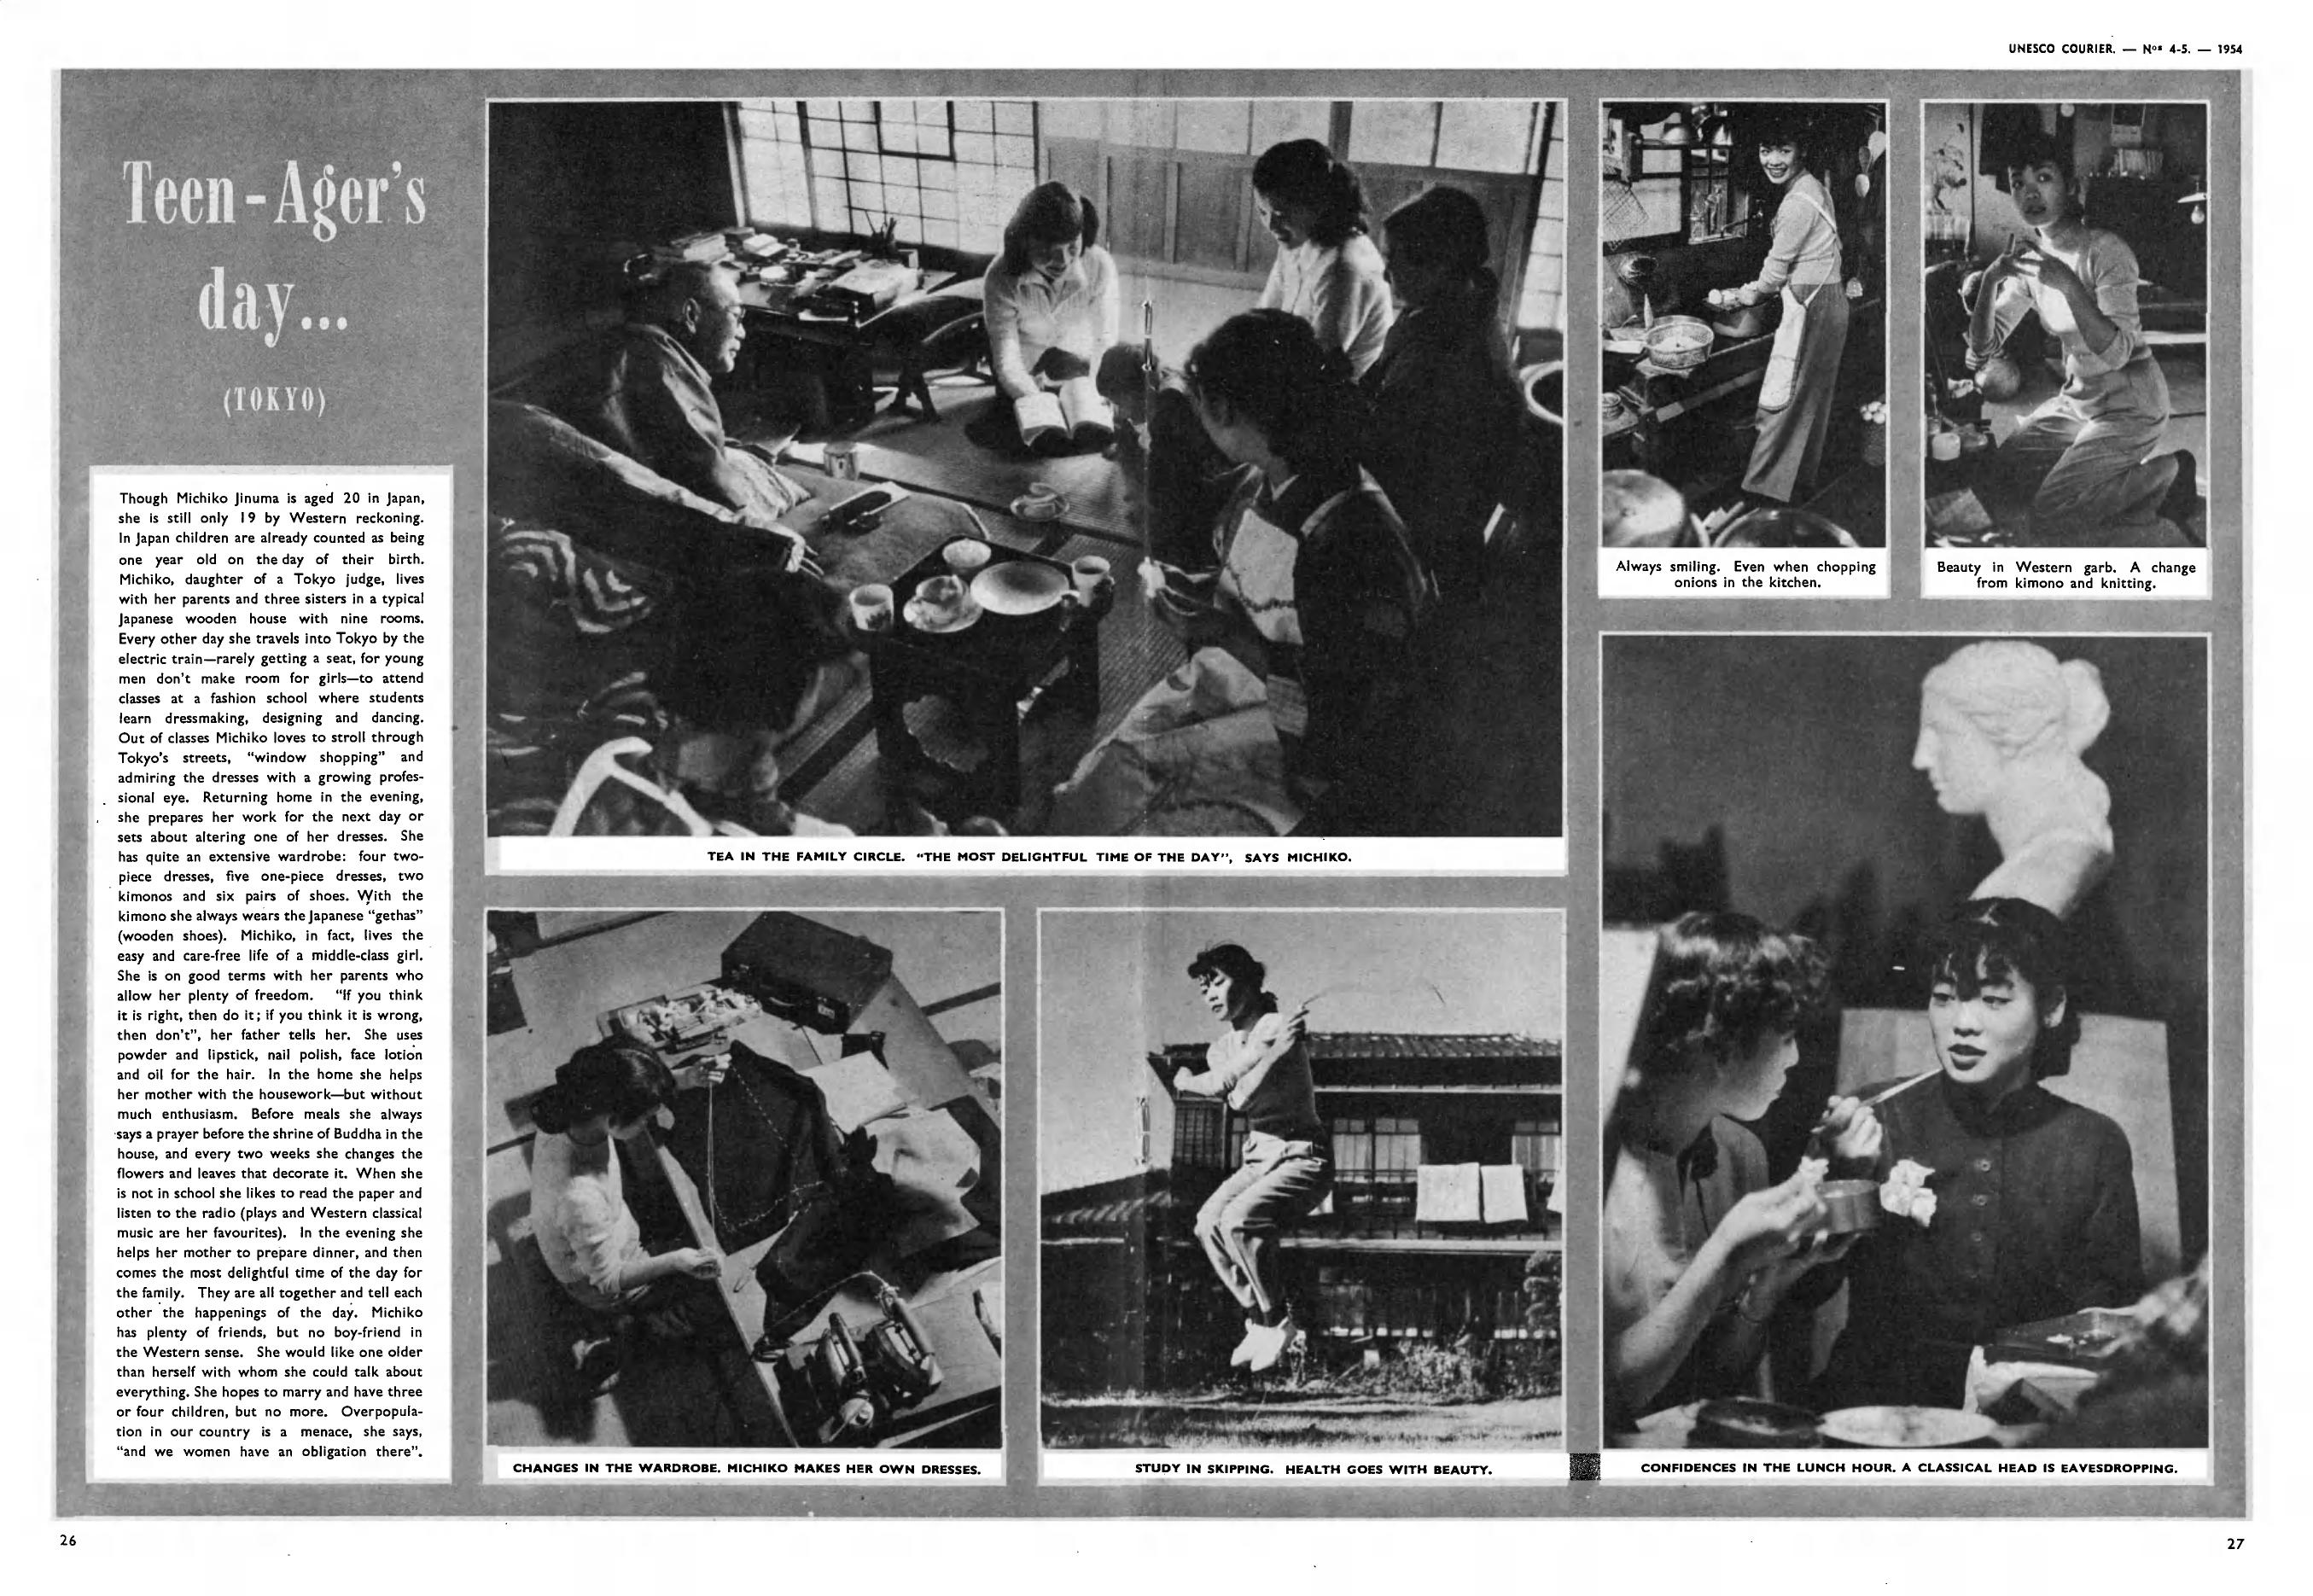 UNESCO COURIER. — Nos 4-5. — 1954
Teen-Ager's
day...
(TOKYO)
Though Michiko Jinuma is aged 20 in Japan,
she is still only 19 by Western reckoning.
In Japan children are already counted as being
one year old on the day of their birth.
Michiko, daughter of a Tokyo judge, lives
with her parents and three sisters in a typical
Japanese wooden house with nine rooms.
Every other day she travels into Tokyo by the
electric train—rarely getting a seat, for young
men don't make room for girls—to attend
classes at a fashion school where students
learn dressmaking, designing and dancing.
Out of classes Michiko loves to stroll through
Tokyo's streets, "window shopping" and
admiring the dresses with a growing profes-
sional eye. Returning home in the evening,
she prepares her work for the next day or
sets about altering one of her dresses. She
has quite an extensive wardrobe: four two-
piece dresses, five one-piece dresses, two
kimonos and six pairs of shoes. With the
kimono she always wears the Japanese "gethas"
(wooden shoes). Michiko, in fact, lives the
easy and care-free life of a middle-class girl.
She is on good terms with her parents who
allow her plenty of freedom. "If you think
it is right, then do it; if you think it is wrong,
then don't", her father tells her. She uses
powder and lipstick, nail polish, face lotion
and oil for the hair. In the home she helps
her mother with the housework—but without
much enthusiasm. Before meals she always
says a prayer before the shrine of Buddha in the
house, and every two weeks she changes the
flowers and leaves that decorate it. When she
is not in school she likes to read the paper and
listen to the radio (plays and Western classical
music are her favourites). In the evening she
helps her mother to prepare dinner, and then
comes the most delightful time of the day for
the family. They are all together and tell each
other the happenings of the day. Michiko
has plenty of friends, but no boy-friend in
the Western sense. She would like one older
than herself with whom she could talk about
everything. She hopes to marry and have three
or four children, but no more. Overpopula-
tion in our country is a menace, she says,
"and we women have an obligation there".
TEA IN THE FAMILY CIRCLE. "THE MOST DELIGHTFUL TIME OF THE DAY", SAYS MICHIKO.
Always smiling. Even when chopping
onions in the kitchen.
Beauty in Western garb. A change
from kimono and knitting.
CHANGES IN THE WARDROBE. MICHIKO MAKES HER OWN DRESSES.
STUDY IN SKIPPING. HEALTH GOES WITH BEAUTY.
CONFIDENCES IN THE LUNCH HOUR. A CLASSICAL HEAD IS EAVESDROPPING.
26
27